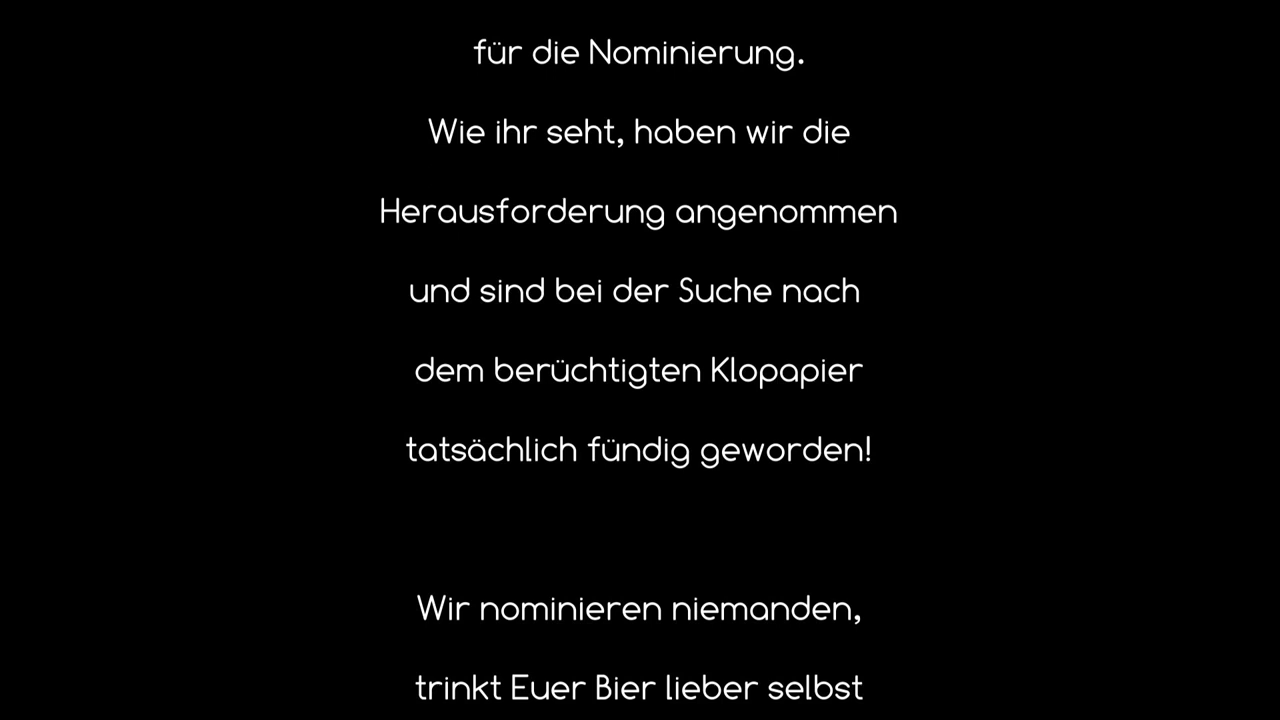 für die Nominierung.
Wie ihr seht, haben wir die
Herausforderung angenommen
und sind bei der Suche nach
dem berüchtigten Klopapier
tatsächlich fündig geworden!
Wir nominieren niemanden,
trinkt Euer Bier lieber selbst